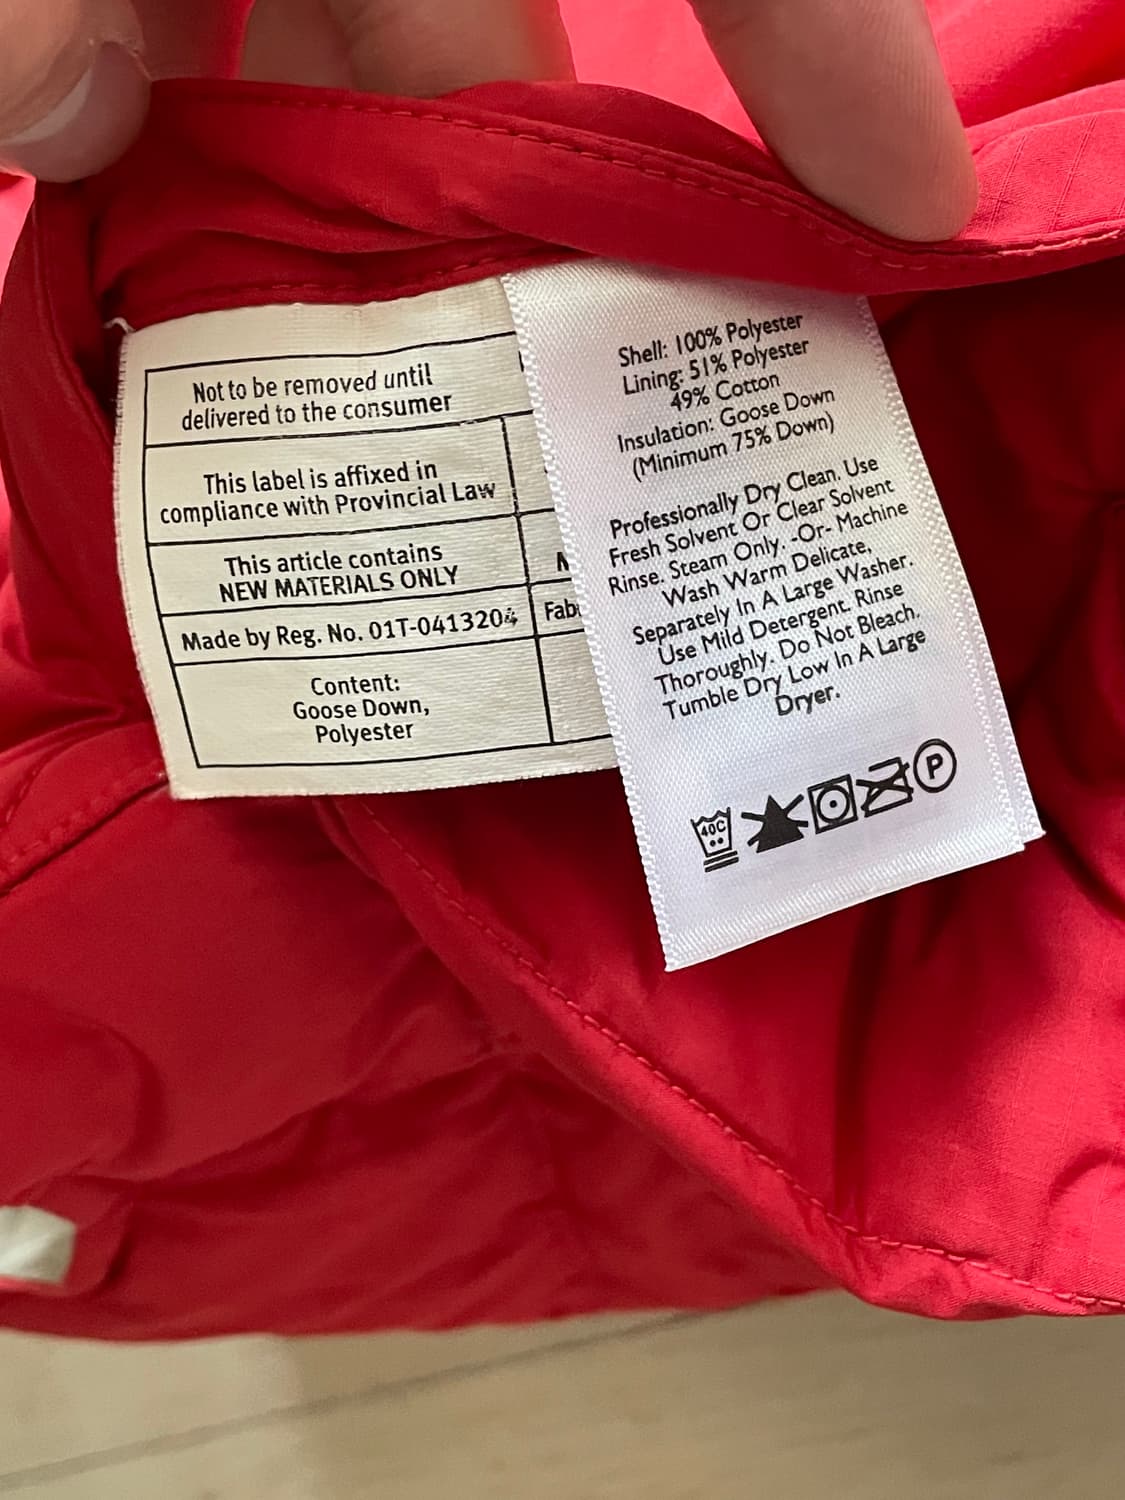 Not to be removed until
delivered to the consumer
This label is affixed in
compliance with Provincial Law
This article contains
NEW MATERIALS ONLY
Made by Reg. No. 01T-0413204
Content:
Goose Down,
Polyester
Shell: 100% Polyester
Lining: 51% Polyester
49% Cotton
Insulation: Goose Down
(Minimum 75% Down)
Professionally Dry Clean. Use
Fresh Solvent Or Clear Solvent
Rinse. Steam Only. -Or- Machine
Wash Warm Delicate,
Separately In A Large Washer.
Use Mild Detergent. Rinse
Thoroughly. Do Not Bleach.
Tumble Dry Low In A Large
Dryer.
40C
P